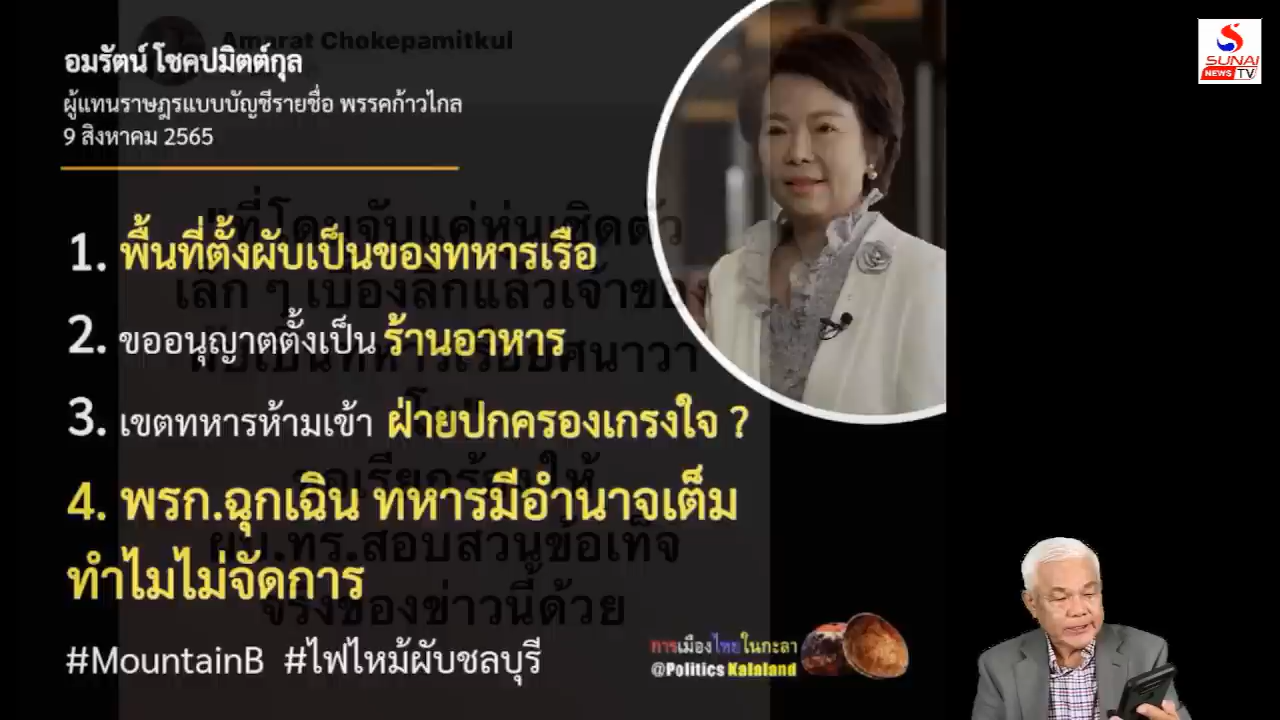 Amarat Chokepamitkul
อมรัตน์ โชคปมิตต์กุล
ผู้แทนราษฎรแบบบัญชีรายชื่อ พรรคก้าวไกล
9 สิงหาคม 2565
1. พื้นที่ตั้งผับเป็นของทหารเรือ
2. ขออนุญาตตั้งเป็น ร้านอาหาร
3. เขตทหารห้ามเข้า ฝ่ายปกครองเกรงใจ ?
4. พรก.ฉุกเฉิน ทหารมีอำนาจเต็ม
ทำไมไม่จัดการ
#MountainB #ไฟไหม้ผับชลบุรี
การเมืองไทยในกะลา
@Politics Kalaland
SUNAI
NEWS TV